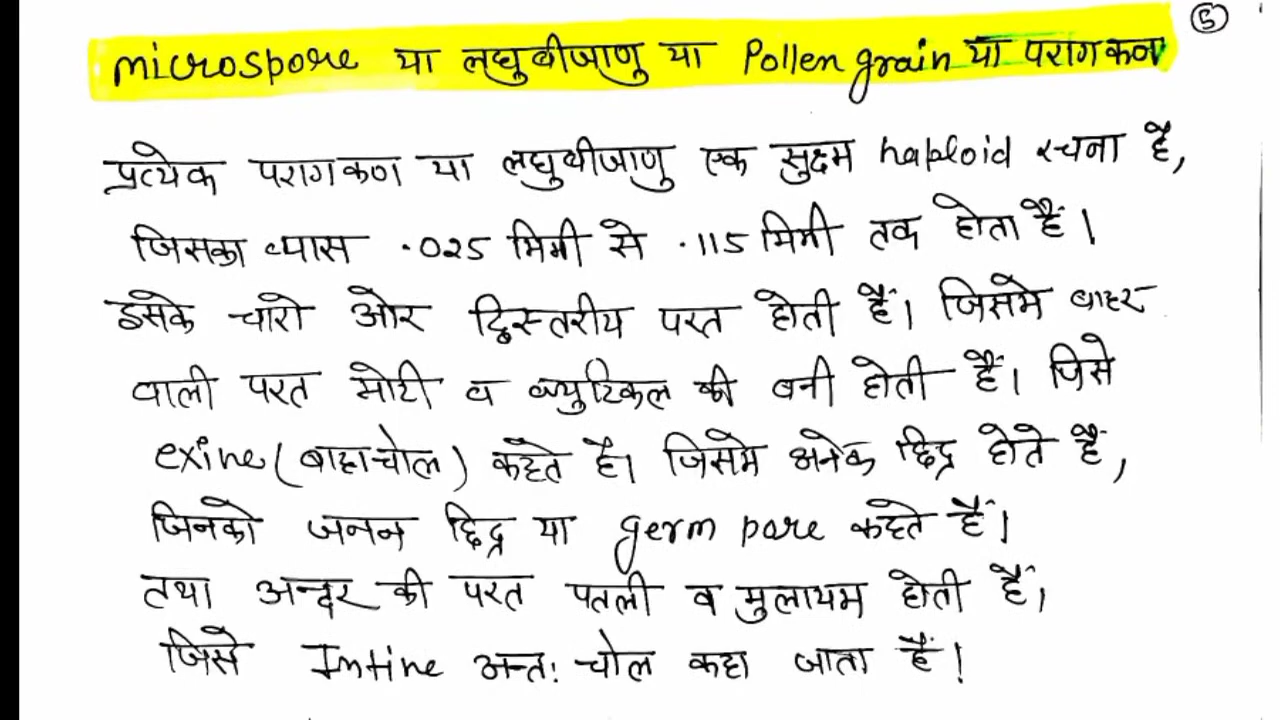 ⑤
microspore या लघुबीजाणु या Pollen grain या परागकण
प्रत्येक परागकण या लघुबीजाणु एक सुक्ष्म haploid रचना है,
जिसका व्यास .025 मिमी से .115 मिमी तक होता हैं।
इसके चारो ओर द्विस्तरीय परत होती हैं। जिसमे बाहर
वाली परत मोटी व क्युटिकल की बनी होती हैं। जिसे
exine (बाहाचोल) कहते है। जिसमे अनेक छिद्र होते हैं,
जिनको जनन छिद्र या germ pore कहते हैं।
तथा अन्दर की परत पतली व मुलायम होती हैं,
जिसे Intine अन्त: चोल कहा जाता हैं!